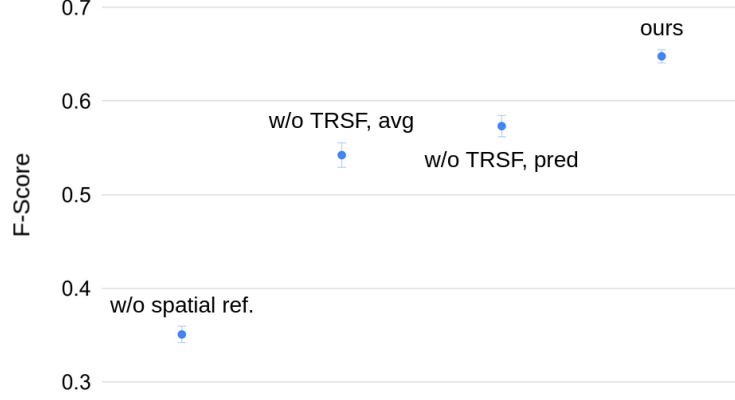 0.7
ours
0.6
w/o TRSF, avg
w/o TRSF, pred
0.5
F-Score
0.4
w/o spatial ref.
0.3